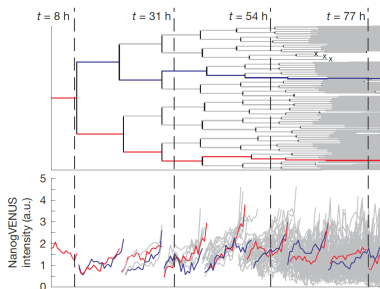 t = 8 h
t = 31 h
t = 54 h
t = 77 h
x
x
x
NanogVENUS
intensity (a.u.)
5
4
3
2
1
0